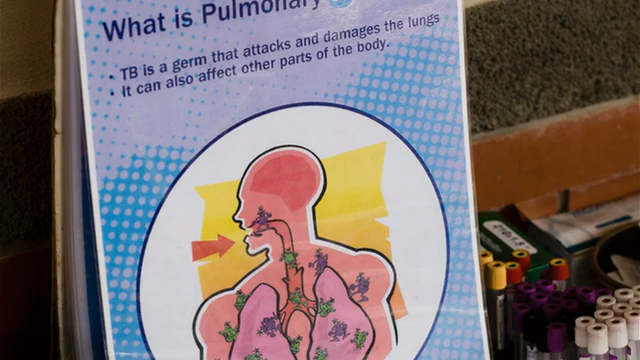 What is Pulmonary
• TB is a germ that attacks and damages the lungs
• It can also affect other parts of the body.